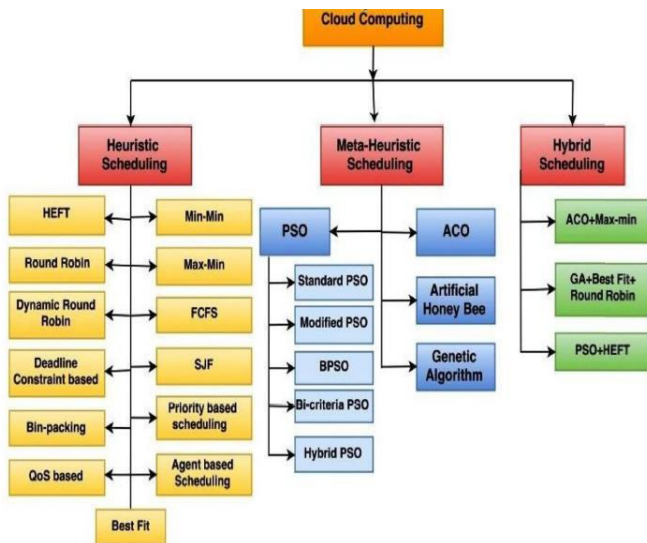 Cloud Computing
Heuristic
Scheduling
Meta-Heuristic
Scheduling
Hybrid
Scheduling
HEFT
Min-Min
Round Robin
Max-Min
Dynamic Round
Robin
FCFS
Deadline
Constraint based
SJF
Bin-packing
Priority based
scheduling
QoS based
Agent based
Scheduling
Best Fit
PSO
ACO
Standard PSO
Modified PSO
BPSO
Bi-criteria PSO
Hybrid PSO
Artificial
Honey Bee
Genetic
Algorithm
ACO+Max-min
GA+Best Fit+
Round Robin
PSO+HEFT